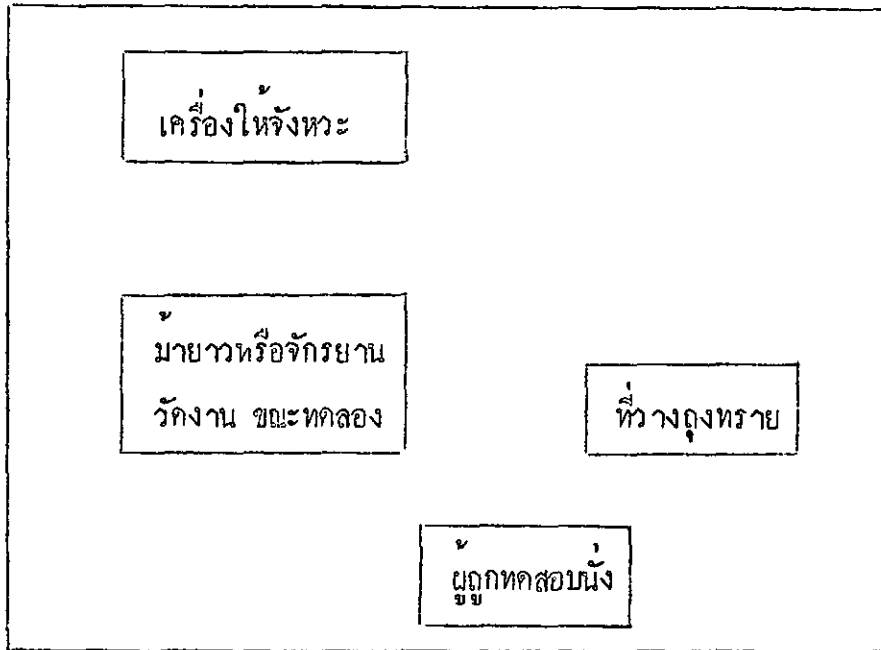 เครื่องให้จังหวะ
ม้ายาวหรือจักรยาน
วัดงาน ขณะทดลอง
ที่วางถุงทราย
ผู้ถูกทดสอบนั่ง